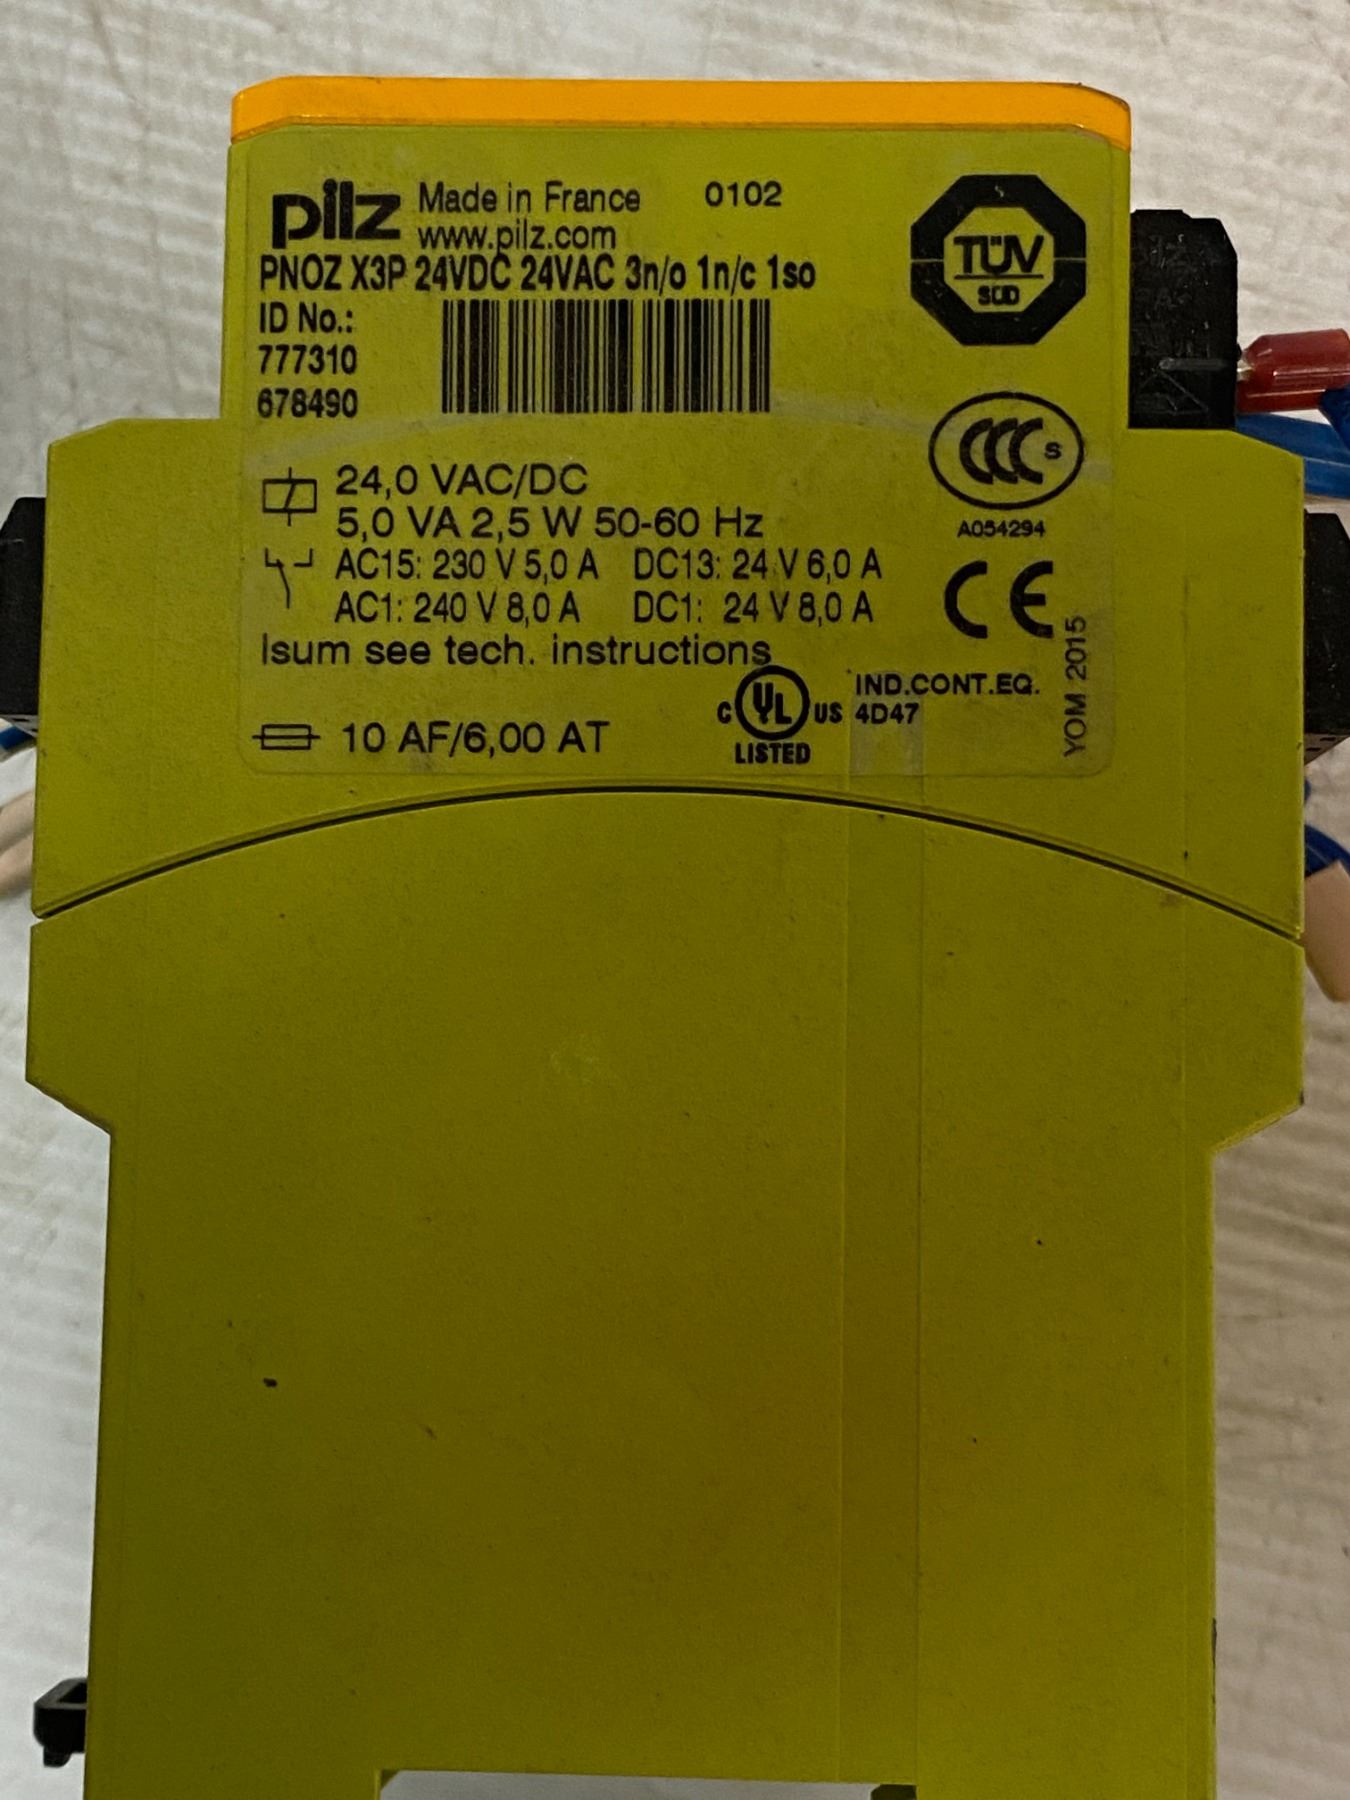 pilz Made in France 0102
www.pilz.com
PNOZ X3P 24VDC 24VAC 3n/o 1n/c 1so
ID No.:
777310
678490
TÜV
SÜD
CCC S
A054294
24,0 VAC/DC
5,0 VA 2,5 W 50-60 Hz
AC15: 230 V 5,0 A DC13: 24 V 6,0 A
AC1: 240 V 8,0 A DC1: 24 V 8,0 A
CE
Isum see tech. instructions
YOM 2015
C UL US IND.CONT.EQ.
4D47
LISTED
10 AF/6,00 AT